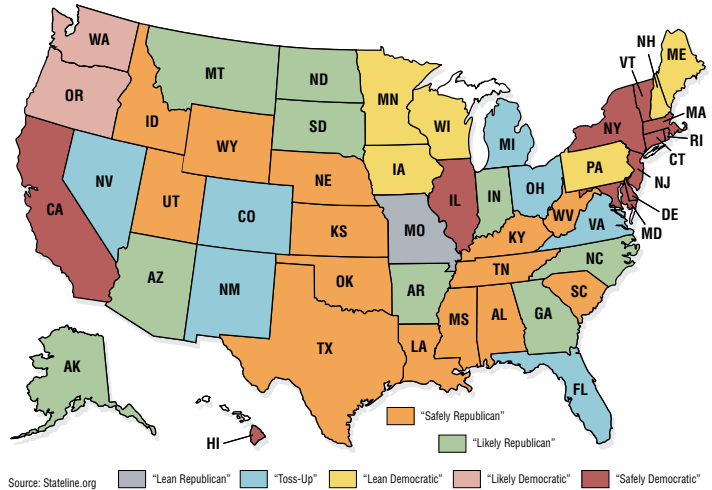 WA
OR
CA
NV
ID
MT
WY
UT
AZ
CO
NM
ND
SD
NE
KS
OK
TX
MN
IA
MO
AR
LA
WI
IL
MI
IN
OH
KY
TN
MS
AL
GA
FL
SC
NC
VA
WV
PA
NY
VT
NH
ME
MA
RI
CT
NJ
DE
MD
AK
HI
“Safely Republican”
“Likely Republican”
Source: Stateline.org
“Lean Republican”
“Toss-Up”
“Lean Democratic”
“Likely Democratic”
“Safely Democratic”